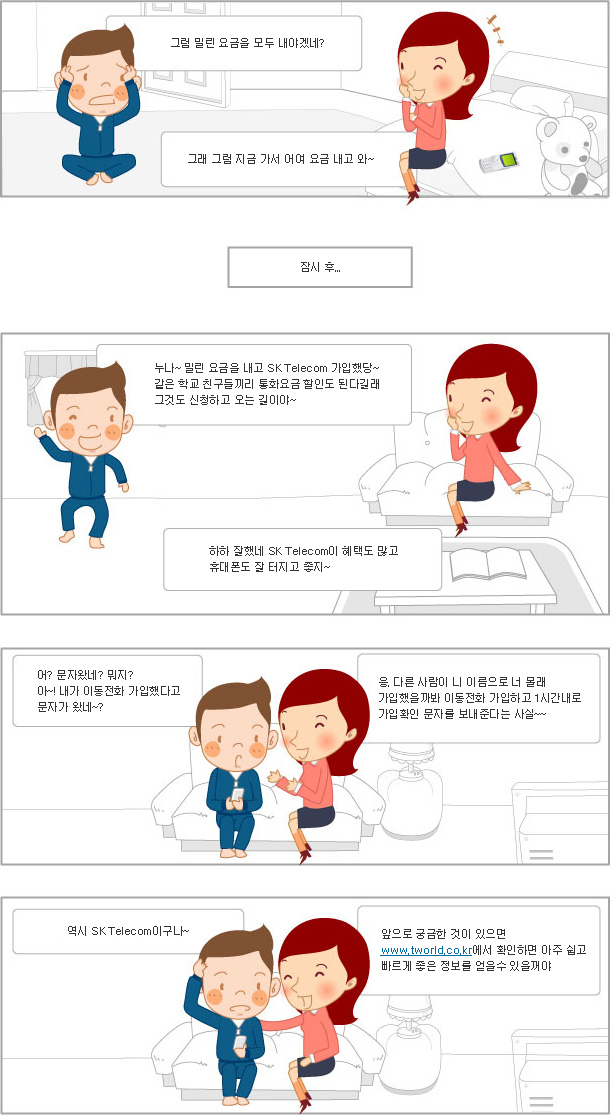 그럼 밀린 요금을 모두 내야겠네?
그래 그럼 지금 가서 어여 요금 내고 와~
잠시 후...
누나~ 밀린 요금을 내고 SK Telecom 가입했당~
같은 학교 친구들끼리 통화요금 할인도 된다길래
그것도 신청하고 오는 길이야~
하하 잘했네 SK Telecom이 혜택도 많고
휴대폰도 잘 터지고 좋지~
어? 문자왔네? 뭐지?
아~! 내가 이동전화 가입했다고
문자가 왔네~?
응, 다른 사람이 니 이름으로 너 몰래
가입했을까봐 이동전화 가입하고 1시간내로
가입확인 문자를 보내준다는 사실~~
역시 SK Telecom이구나~
앞으로 궁금한 것이 있으면
www.tworld.co.kr에서 확인하면 아주 쉽고
빠르게 좋은 정보를 얻을수 있을꺼야